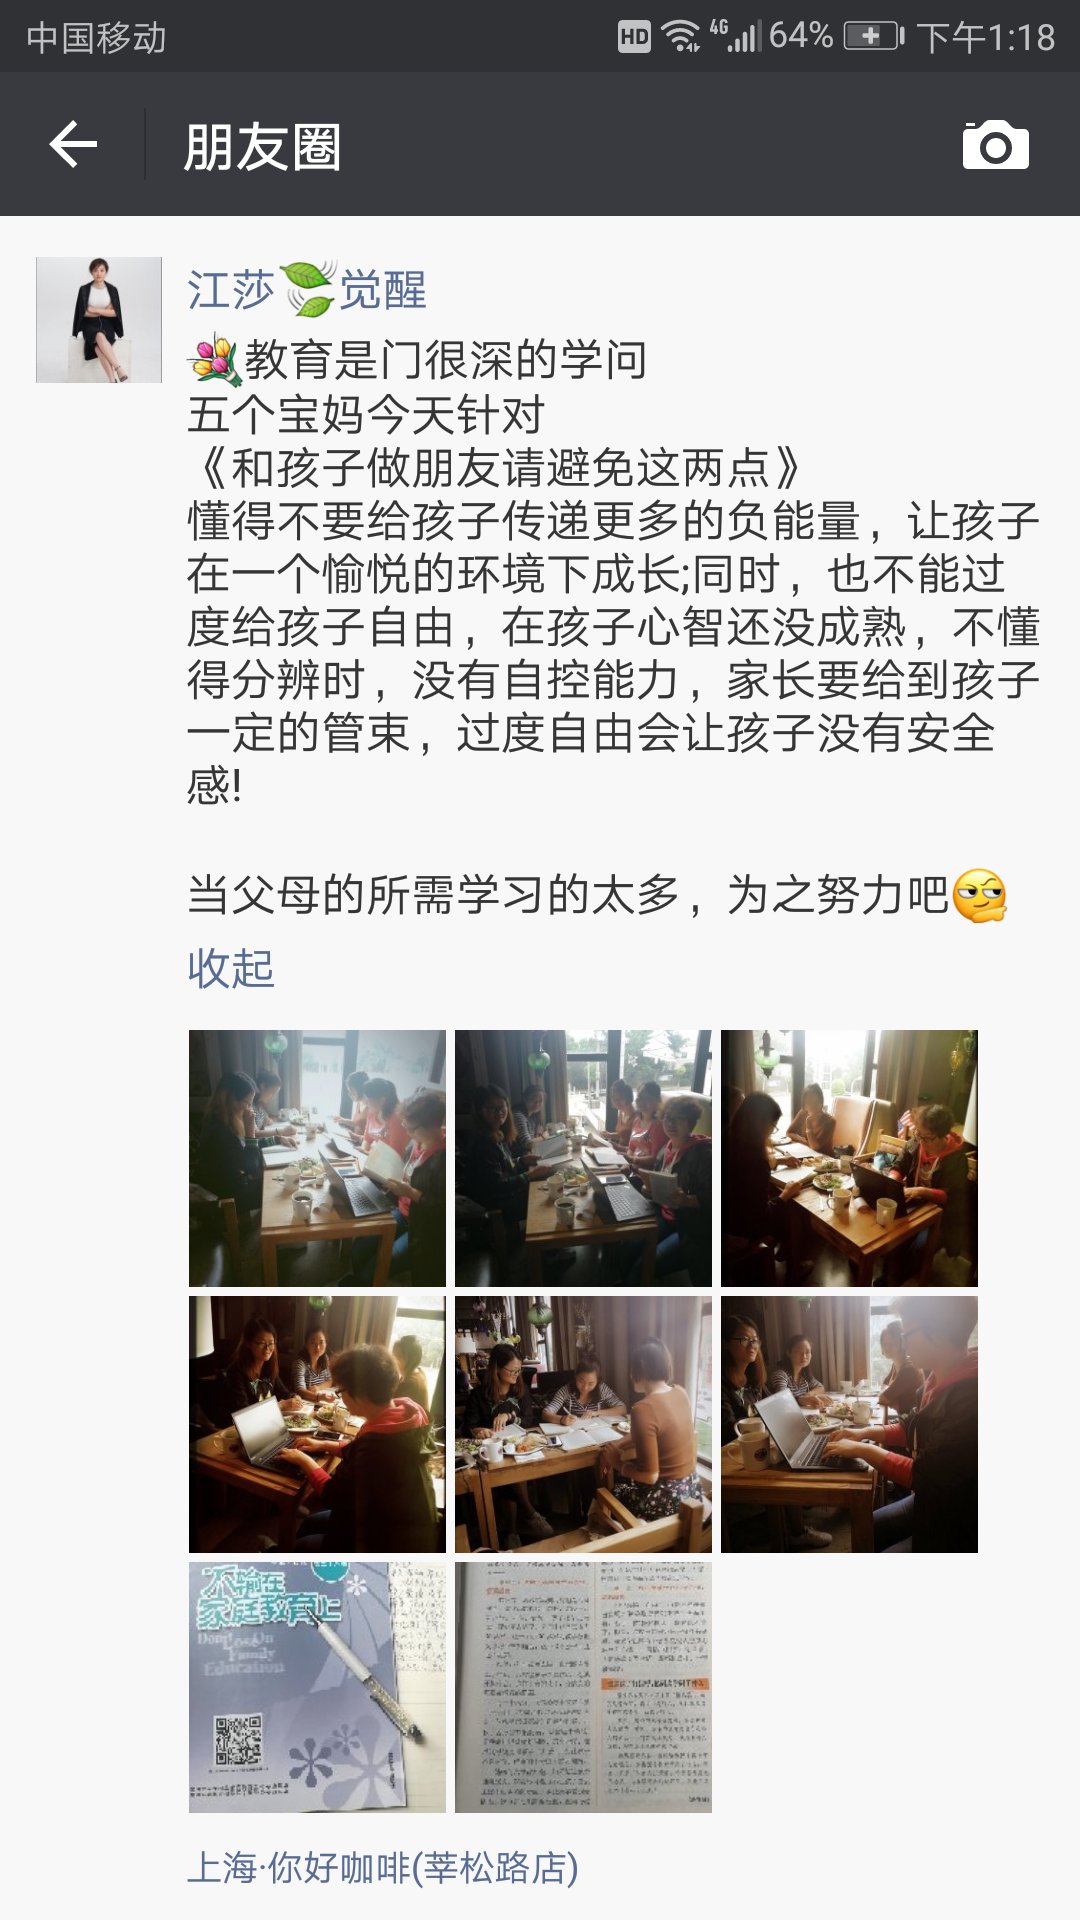 中国移动 HD 4G 64% 下午1:18
朋友圈
江莎觉醒
教育是门很深的学问
五个宝妈今天针对
《和孩子做朋友请避免这两点》
懂得不要给孩子传递更多的负能量，让孩子
在一个愉悦的环境下成长;同时，也不能过
度给孩子自由，在孩子心智还没成熟，不懂
得分辨时，没有自控能力，家长要给到孩子
一定的管束，过度自由会让孩子没有安全
感!
当父母的所需学习的太多，为之努力吧
收起
不输在
家庭教育上
Don't
Lose On
Family
Education
上海·你好咖啡(莘松路店)